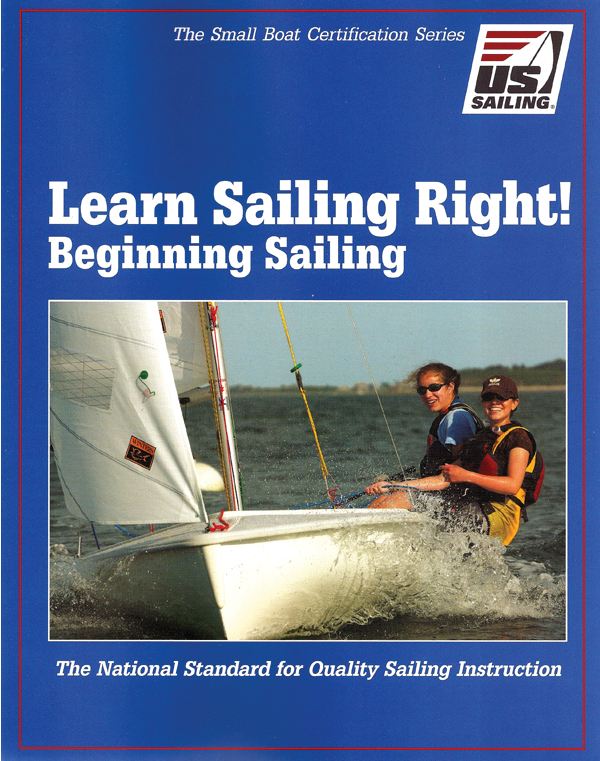 The Small Boat Certification Series
US
SAILING®
Learn Sailing Right!
Beginning Sailing
The National Standard for Quality Sailing Instruction